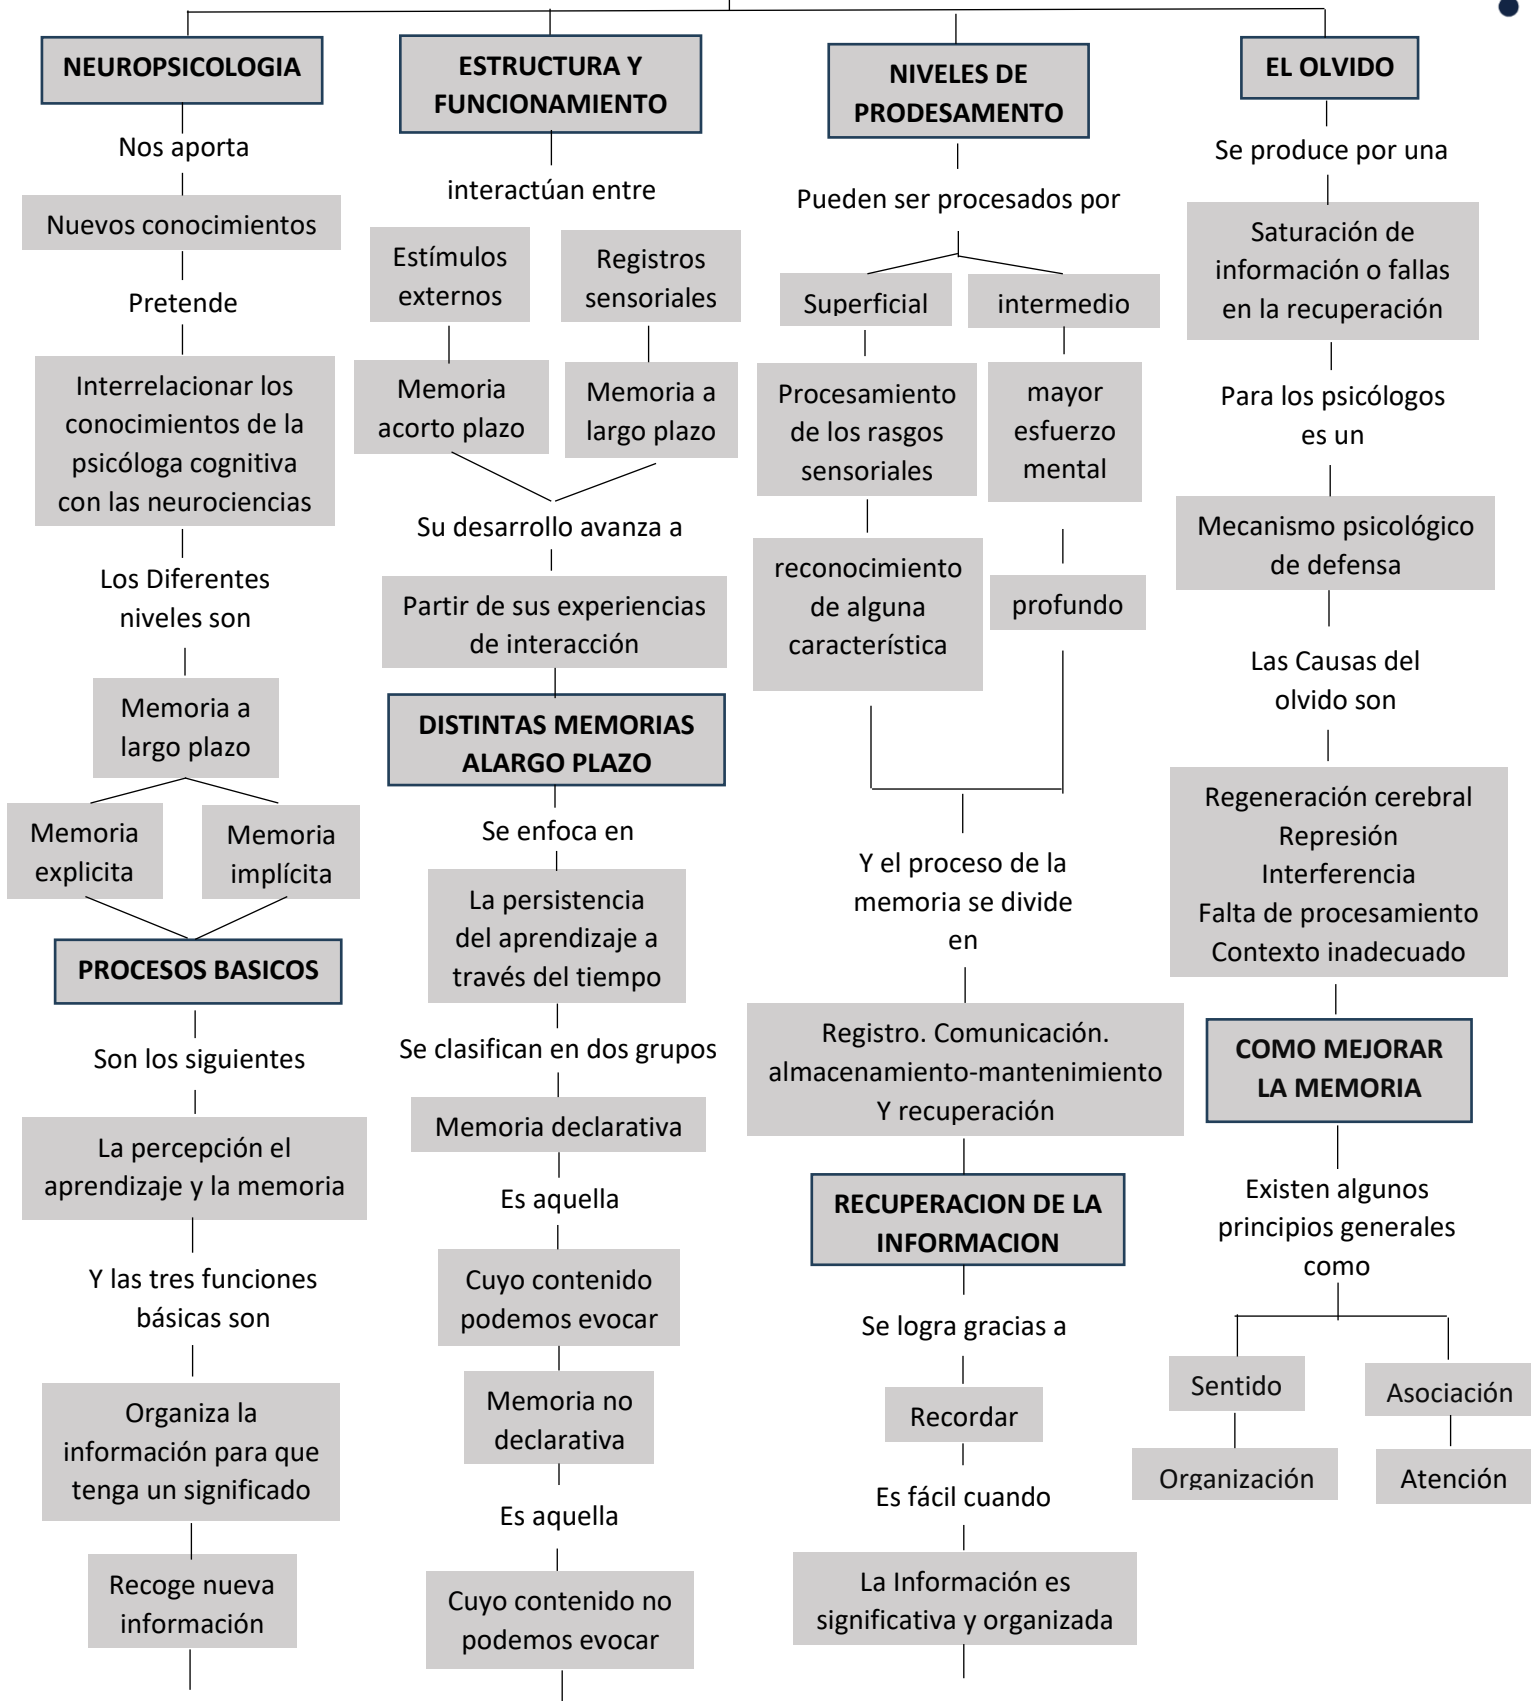 NEUROPSICOLOGIA
Nos aporta
Nuevos conocimientos
Pretende
Interrelacionar los
conocimientos de la
psicóloga cognitiva
con las neurociencias
Los Diferentes
niveles son
Memoria a
largo plazo
Memoria
explicita
Memoria
implícita
PROCESOS BASICOS
Son los siguientes
La percepción el
aprendizaje y la memoria
Y las tres funciones
básicas son
Organiza la
información para que
tenga un significado
Recoge nueva
información
ESTRUCTURA Y
FUNCIONAMIENTO
interactúan entre
Estímulos
externos
Registros
sensoriales
Memoria
acorto plazo
Memoria a
largo plazo
Su desarrollo avanza a
Partir de sus experiencias
de interacción
DISTINTAS MEMORIAS
ALARGO PLAZO
Se enfoca en
La persistencia
del aprendizaje a
través del tiempo
Se clasifican en dos grupos
Memoria declarativa
Es aquella
Cuyo contenido
podemos evocar
Memoria no
declarativa
Es aquella
Cuyo contenido no
podemos evocar
NIVELES DE
PRODESAMENTO
Pueden ser procesados por
Superficial
intermedio
Procesamiento
de los rasgos
sensoriales
mayor
esfuerzo
mental
reconocimiento
de alguna
característica
profundo
Y el proceso de la
memoria se divide
en
Registro. Comunicación.
almacenamiento-mantenimiento
Y recuperación
RECUPERACION DE LA
INFORMACION
Se logra gracias a
Recordar
Es fácil cuando
La Información es
significativa y organizada
EL OLVIDO
Se produce por una
Saturación de
información o fallas
en la recuperación
Para los psicólogos
es un
Mecanismo psicológico
de defensa
Las Causas del
olvido son
Regeneración cerebral
Represión
Interferencia
Falta de procesamiento
Contexto inadecuado
COMO MEJORAR
LA MEMORIA
Existen algunos
principios generales
como
Sentido
Asociación
Organización
Atención